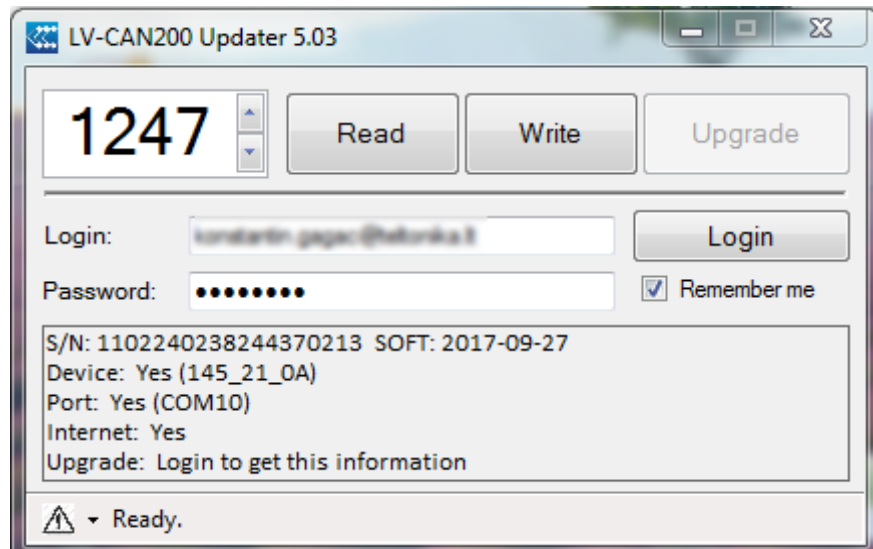 LV-CAN200 Updater 5.03
1247 Read Write Upgrade
Login: Login
Password: •••••••• Remember me
S/N: 1102240238244370213 SOFT: 2017-09-27
Device: Yes (145_21_0A)
Port: Yes (COM10)
Internet: Yes
Upgrade: Login to get this information
Ready.